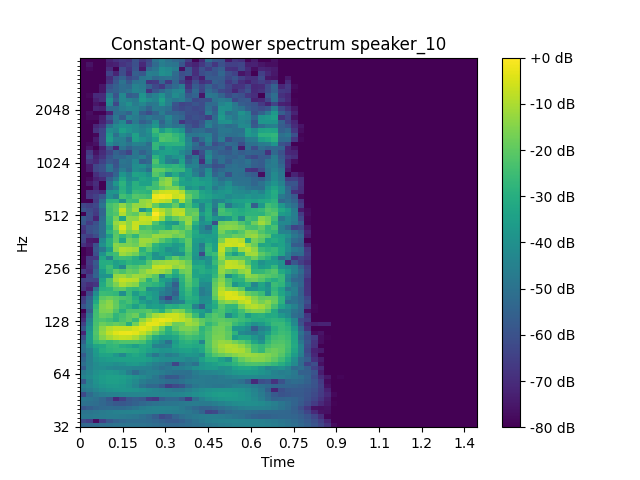 Constant-Q power spectrum speaker_10
Hz
2048
1024
512
256
128
64
32
0 0.15 0.3 0.45 0.6 0.75 0.9 1.1 1.2 1.4
Time
+0 dB
-10 dB
-20 dB
-30 dB
-40 dB
-50 dB
-60 dB
-70 dB
-80 dB